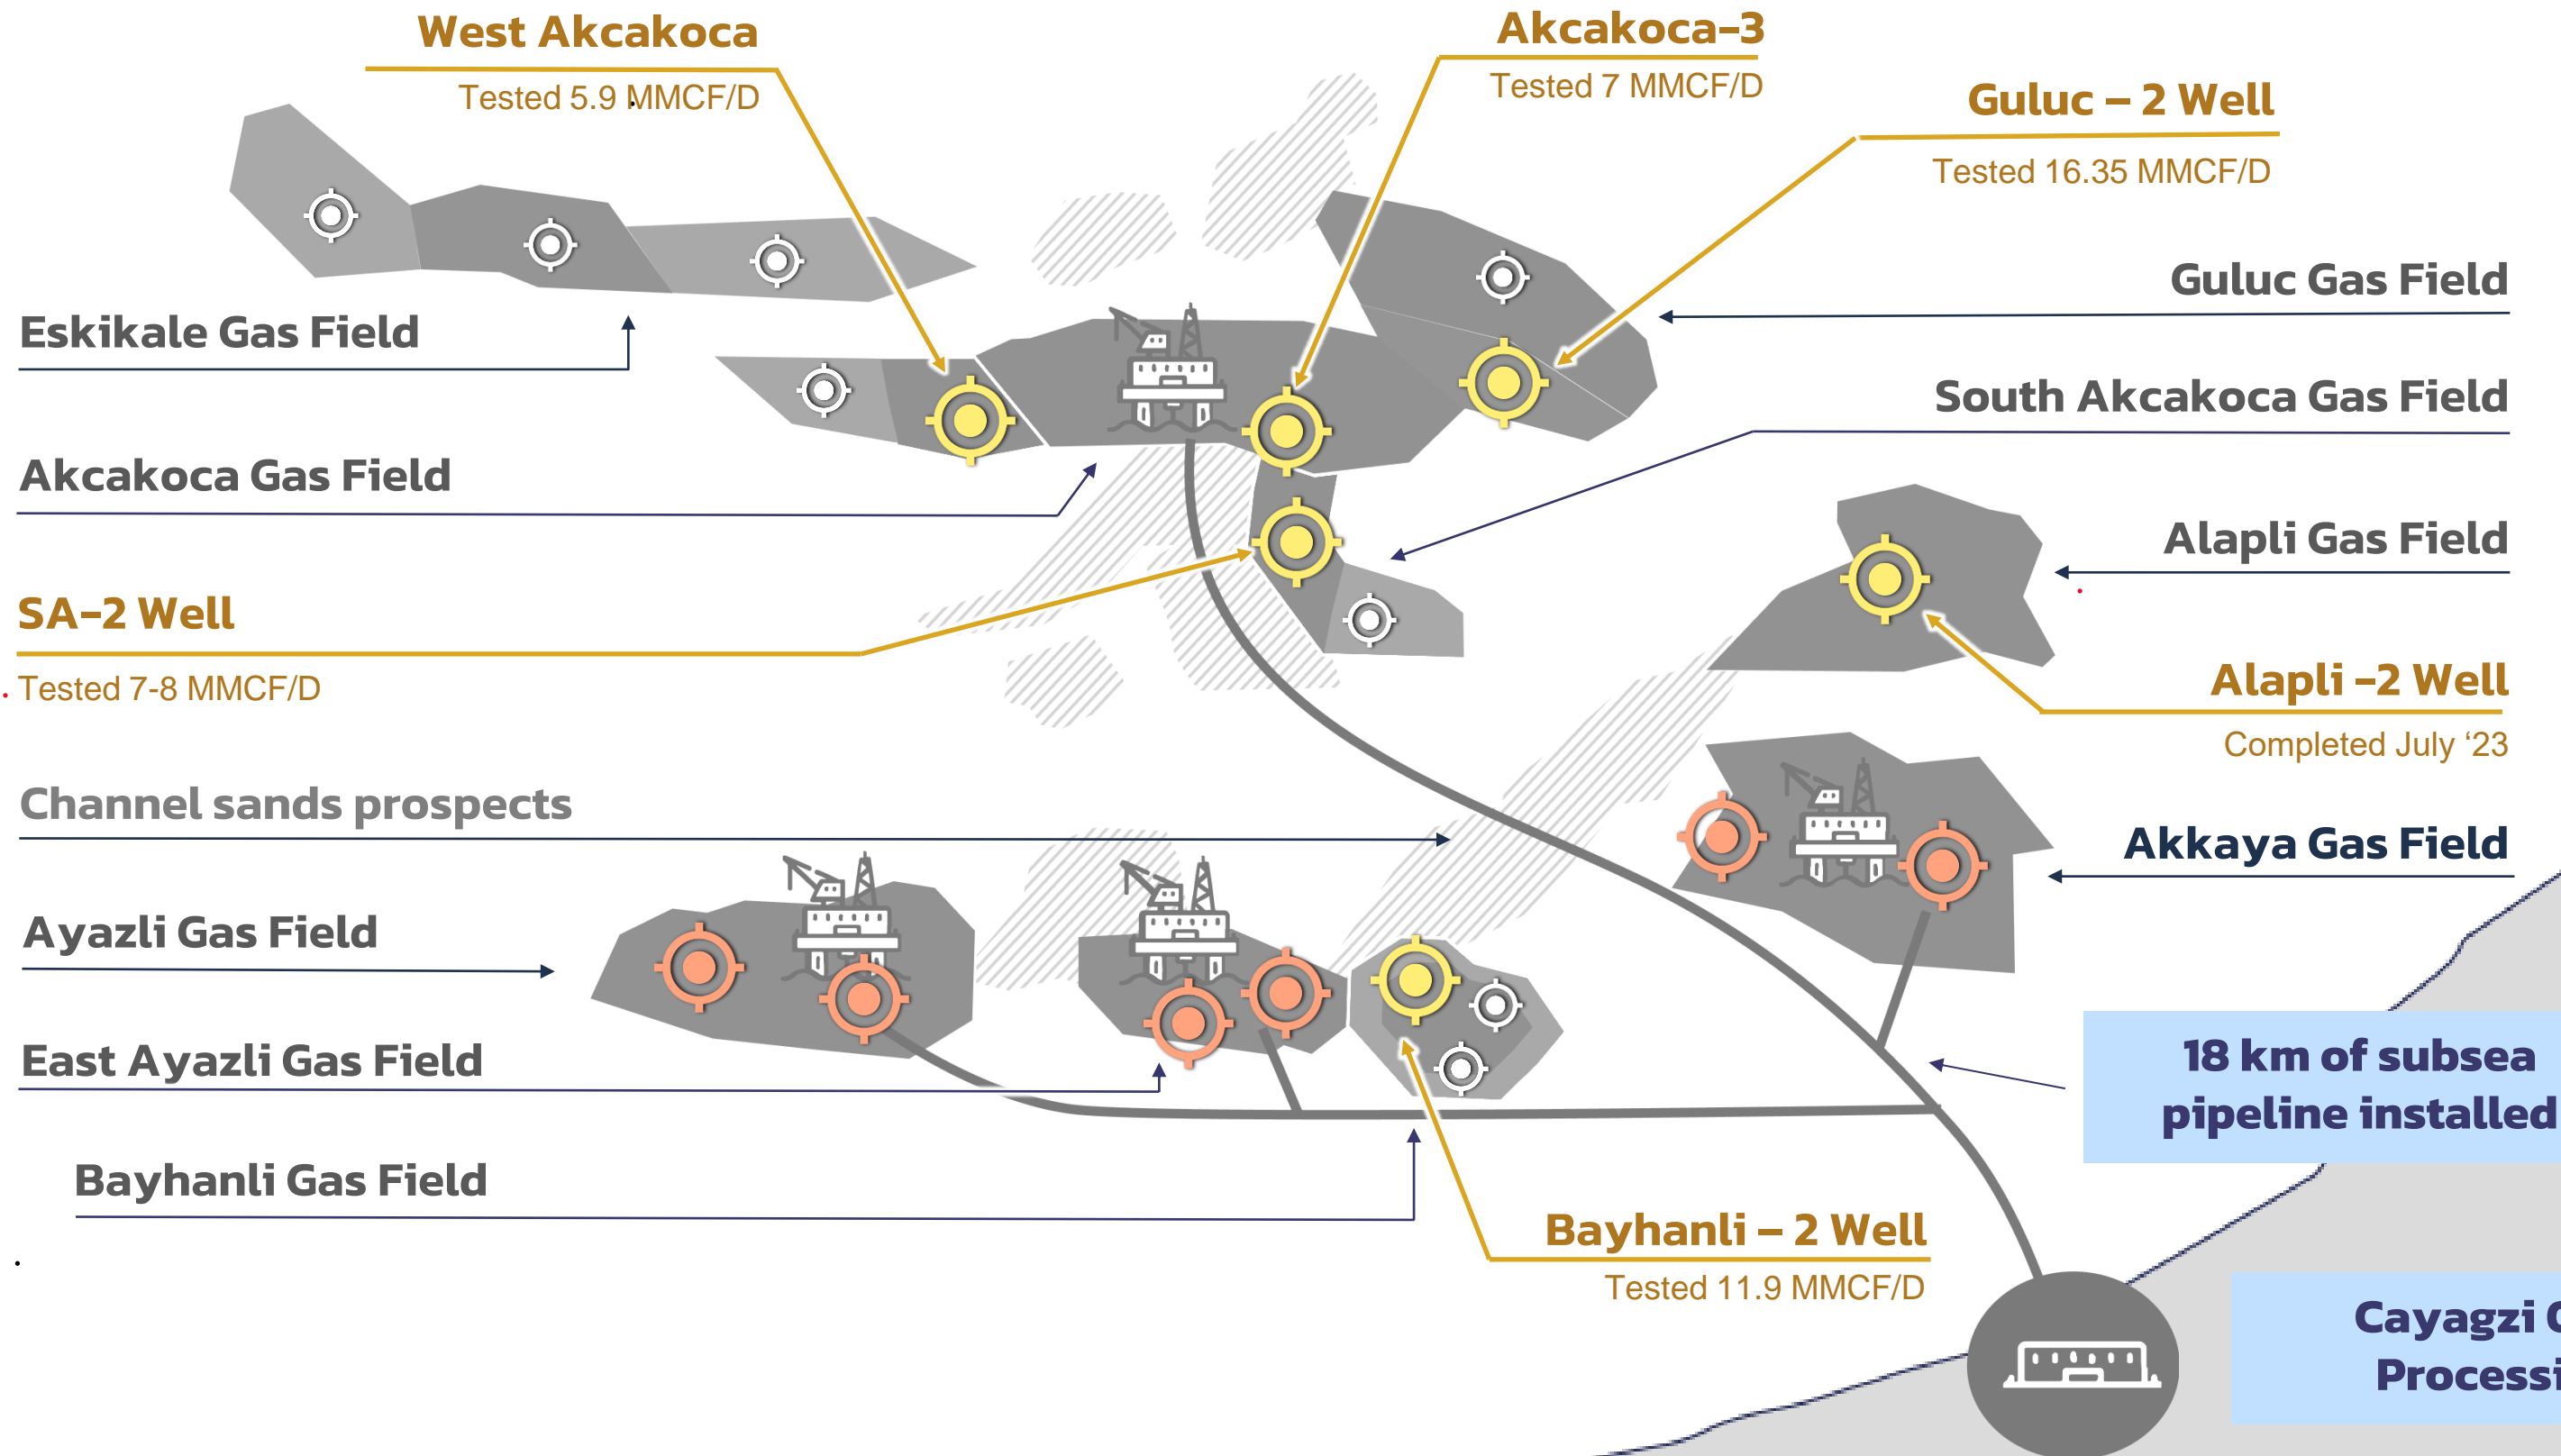 West Akcakoca
Tested 5.9 MMCF/D
Akcakoca-3
Tested 7 MMCF/D
Guluc – 2 Well
Tested 16.35 MMCF/D
Guluc Gas Field
Eskikale Gas Field
South Akcakoca Gas Field
Akcakoca Gas Field
Alapli Gas Field
SA-2 Well
Tested 7-8 MMCF/D
Alapli -2 Well
Completed July ‘23
Channel sands prospects
Akkaya Gas Field
Ayazli Gas Field
East Ayazli Gas Field
18 km of subsea
pipeline installed
Bayhanli Gas Field
Bayhanli – 2 Well
Tested 11.9 MMCF/D
Cayagzi